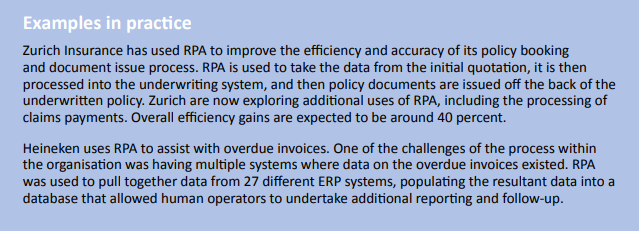 Examples in practice
Zurich Insurance has used RPA to improve the efficiency and accuracy of its policy booking
and document issue process. RPA is used to take the data from the initial quotation, it is then
processed into the underwriting system, and then policy documents are issued off the back of the
underwritten policy. Zurich are now exploring additional uses of RPA, including the processing of
claims payments. Overall efficiency gains are expected to be around 40 percent.
Heineken uses RPA to assist with overdue invoices. One of the challenges of the process within
the organisation was having multiple systems where data on the overdue invoices existed. RPA
was used to pull together data from 27 different ERP systems, populating the resultant data into a
database that allowed human operators to undertake additional reporting and follow-up.